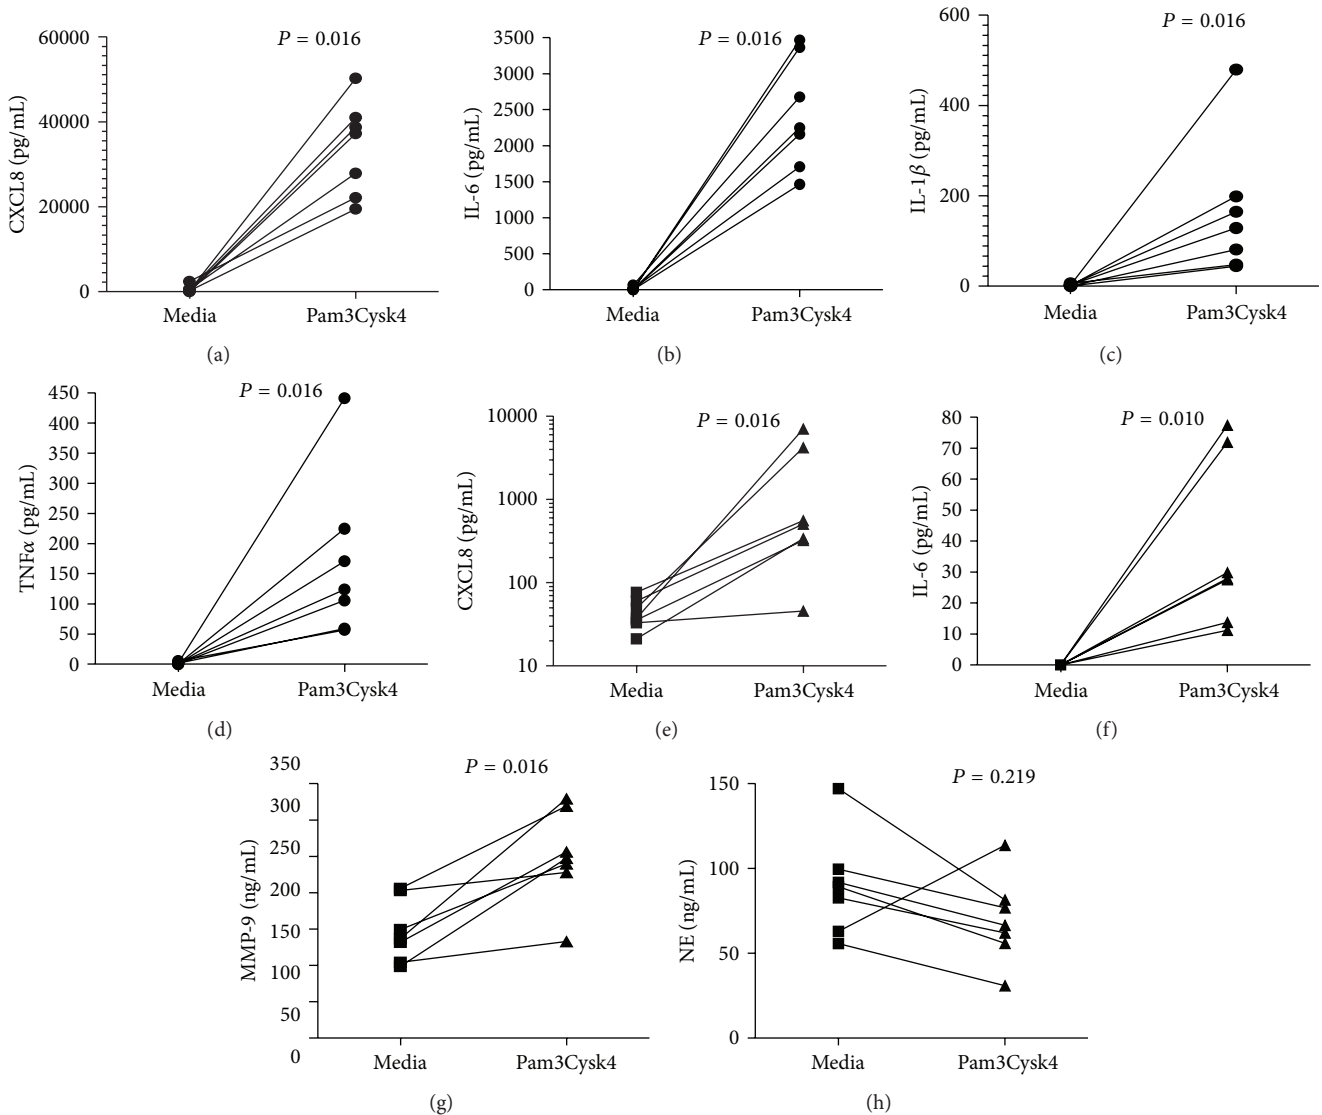 P = 0.016
CXCL8 (pg/mL)
60000
40000
20000
0
Media
Pam3Cysk4
(a)
P = 0.016
IL-6 (pg/mL)
3500
3000
2500
2000
1500
1000
500
0
Media
Pam3Cysk4
(b)
P = 0.016
IL-1β (pg/mL)
600
400
200
0
Media
Pam3Cysk4
(c)
P = 0.016
TNFα (pg/mL)
450
400
350
300
250
200
150
100
50
0
Media
Pam3Cysk4
(d)
P = 0.016
CXCL8 (pg/mL)
10000
1000
100
10
Media
Pam3Cysk4
(e)
P = 0.010
IL-6 (pg/mL)
80
70
60
50
40
30
20
10
0
Media
Pam3Cysk4
(f)
P = 0.016
MMP-9 (ng/mL)
350
300
250
200
150
100
50
0
Media
Pam3Cysk4
(g)
P = 0.219
NE (ng/mL)
150
100
50
0
Media
Pam3Cysk4
(h)